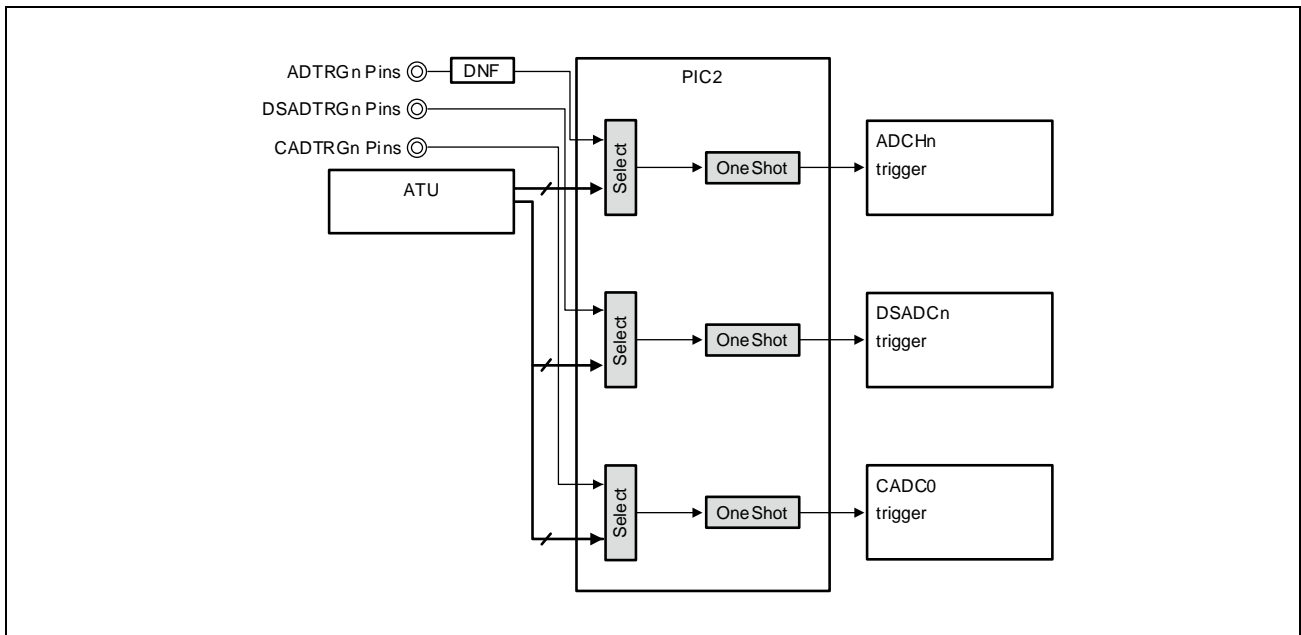 ADTRGn Pins
DNF
PIC2
DSADTRGn Pins
CADTRGn Pins
ATU
Select
One Shot
ADCHn
trigger
Select
One Shot
DSADCn
trigger
Select
One Shot
CADC0
trigger